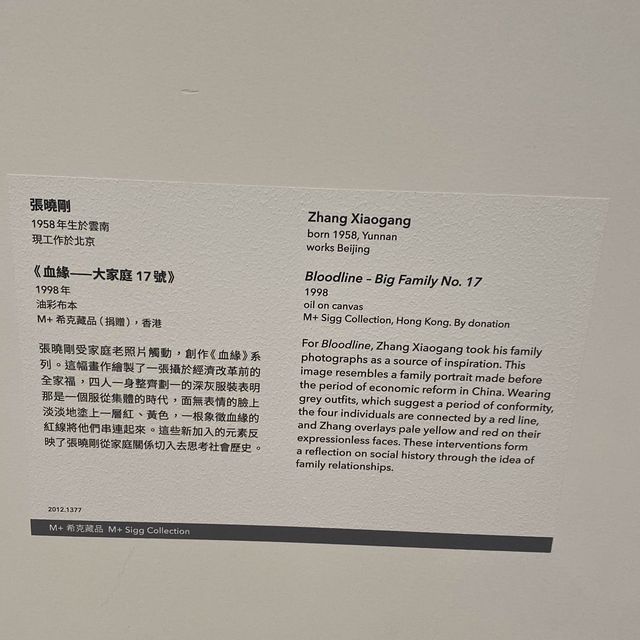 張曉剛
1958年生於雲南
現工作於北京
《血緣——大家庭 17號》
1998年
油彩布本
M+ 希克藏品（捐贈），香港
張曉剛受家庭老照片觸動，創作《血緣》系
列。這幅畫作繪製了一張攝於經濟改革前的
全家福，四人一身整齊劃一的深灰服裝表明
那是一個服從集體的時代，面無表情的臉上
淡淡地塗上一層紅、黃色，一根象徵血緣的
紅線將他們串連起來。這些新加入的元素反
映了張曉剛從家庭關係切入去思考社會歷史。
Zhang Xiaogang
born 1958, Yunnan
works Beijing
Bloodline – Big Family No. 17
1998
oil on canvas
M+ Sigg Collection, Hong Kong. By donation
For Bloodline, Zhang Xiaogang took his family
photographs as a source of inspiration. This
image resembles a family portrait made before
the period of economic reform in China. Wearing
grey outfits, which suggest a period of conformity,
the four individuals are connected by a red line,
and Zhang overlays pale yellow and red on their
expressionless faces. These interventions form
a reflection on social history through the idea of
family relationships.
2012.1377
M+ 希克藏品 M+ Sigg Collection